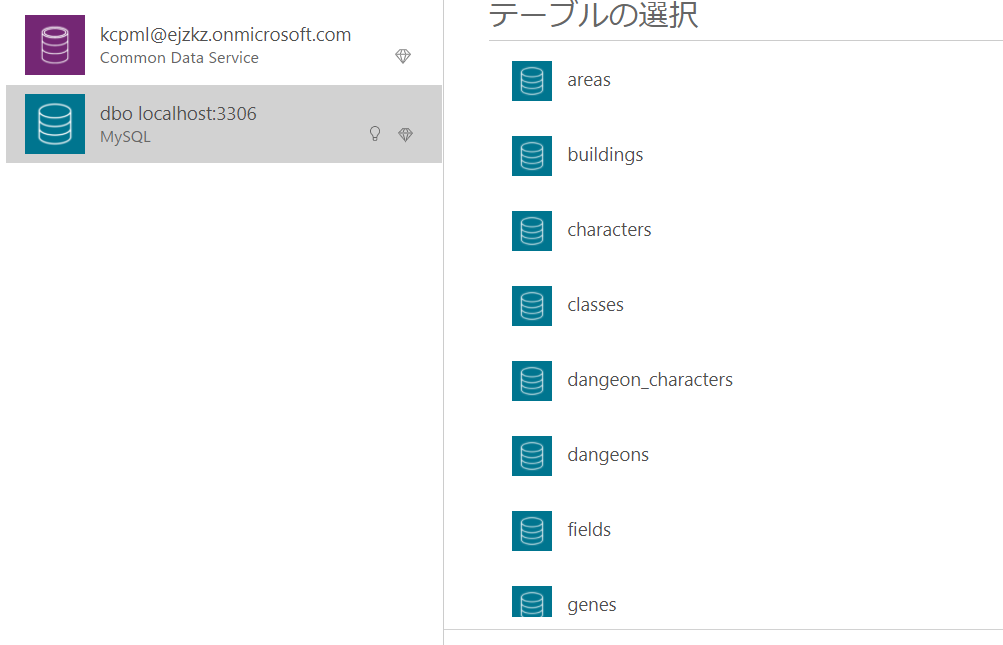 kcpml@ejzkz.onmicrosoft.com
Common Data Service
dbo localhost:3306
MySQL
テーブルの選択
areas
buildings
characters
classes
dangeon_characters
dangeons
fields
genes